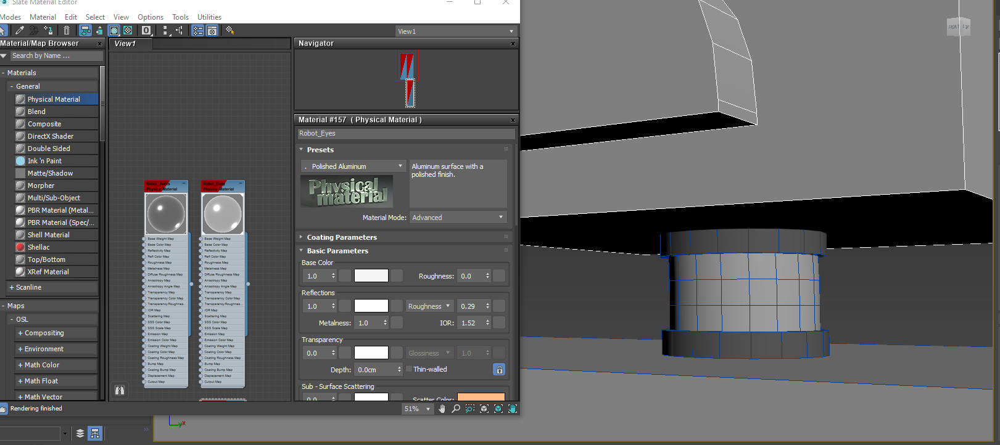 Slate Material Editor
Modes Material Edit Select View Options Tools Utilities
0
View1
Material/Map Browser x
Search by Name ...
- Materials
- General
Physical Material
Blend
Composite
DirectX Shader
Double Sided
Ink 'n Paint
Matte/Shadow
Morpher
Multi/Sub-Object
PBR Material (Metal...
PBR Material (Spec/...
Shell Material
Shellac
Top/Bottom
XRef Material
+ Scanline
- Maps
- OSL
+ Compositing
+ Environment
+ Math Color
+ Math Float
+ Math Vector
Rendering finished
View1
Robot_Joints
Physical Material
Base Weight Map
Base Color Map
Reflectivity Map
Refl Color Map
Roughness Map
Metalness Map
Diffuse Roughness Map
Anisotropy Map
Anisotropy Angle Map
Transparency Map
Transparency Color Map
Transparency Roughnes...
IOR Map
Scattering Map
SSS Color Map
SSS Scale Map
Emission Map
Emission Color Map
Coating Weight Map
Coating Color Map
Coating Roughness Map
Bump Map
Coating Bump Map
Displacement Map
Cutout Map
Robot_Body
Physical Material
Base Weight Map
Base Color Map
Reflectivity Map
Refl Color Map
Roughness Map
Metalness Map
Diffuse Roughness Map
Anisotropy Map
Anisotropy Angle Map
Transparency Map
Transparency Color Map
Transparency Roughnes...
IOR Map
Scattering Map
SSS Color Map
SSS Scale Map
Emission Map
Emission Color Map
Coating Weight Map
Coating Color Map
Coating Roughness Map
Bump Map
Coating Bump Map
Displacement Map
Cutout Map
Navigator x
Material #157 ( Physical Material ) x
Robot_Eyes
Presets
. Polished Aluminum
Aluminum surface with a
polished finish.
Physical
material
Material Mode: Advanced
Coating Parameters
Basic Parameters
Base Color
1.0 Roughness: 0.0
Reflections
1.0 Roughness 0.29
Metalness: 1.0 IOR: 1.52
Transparency
0.0 Glossiness 1.0
Depth: 0.0cm Thin-walled
Sub - Surface Scattering
0.0 Scatter Color:
51%
FRONT
y x